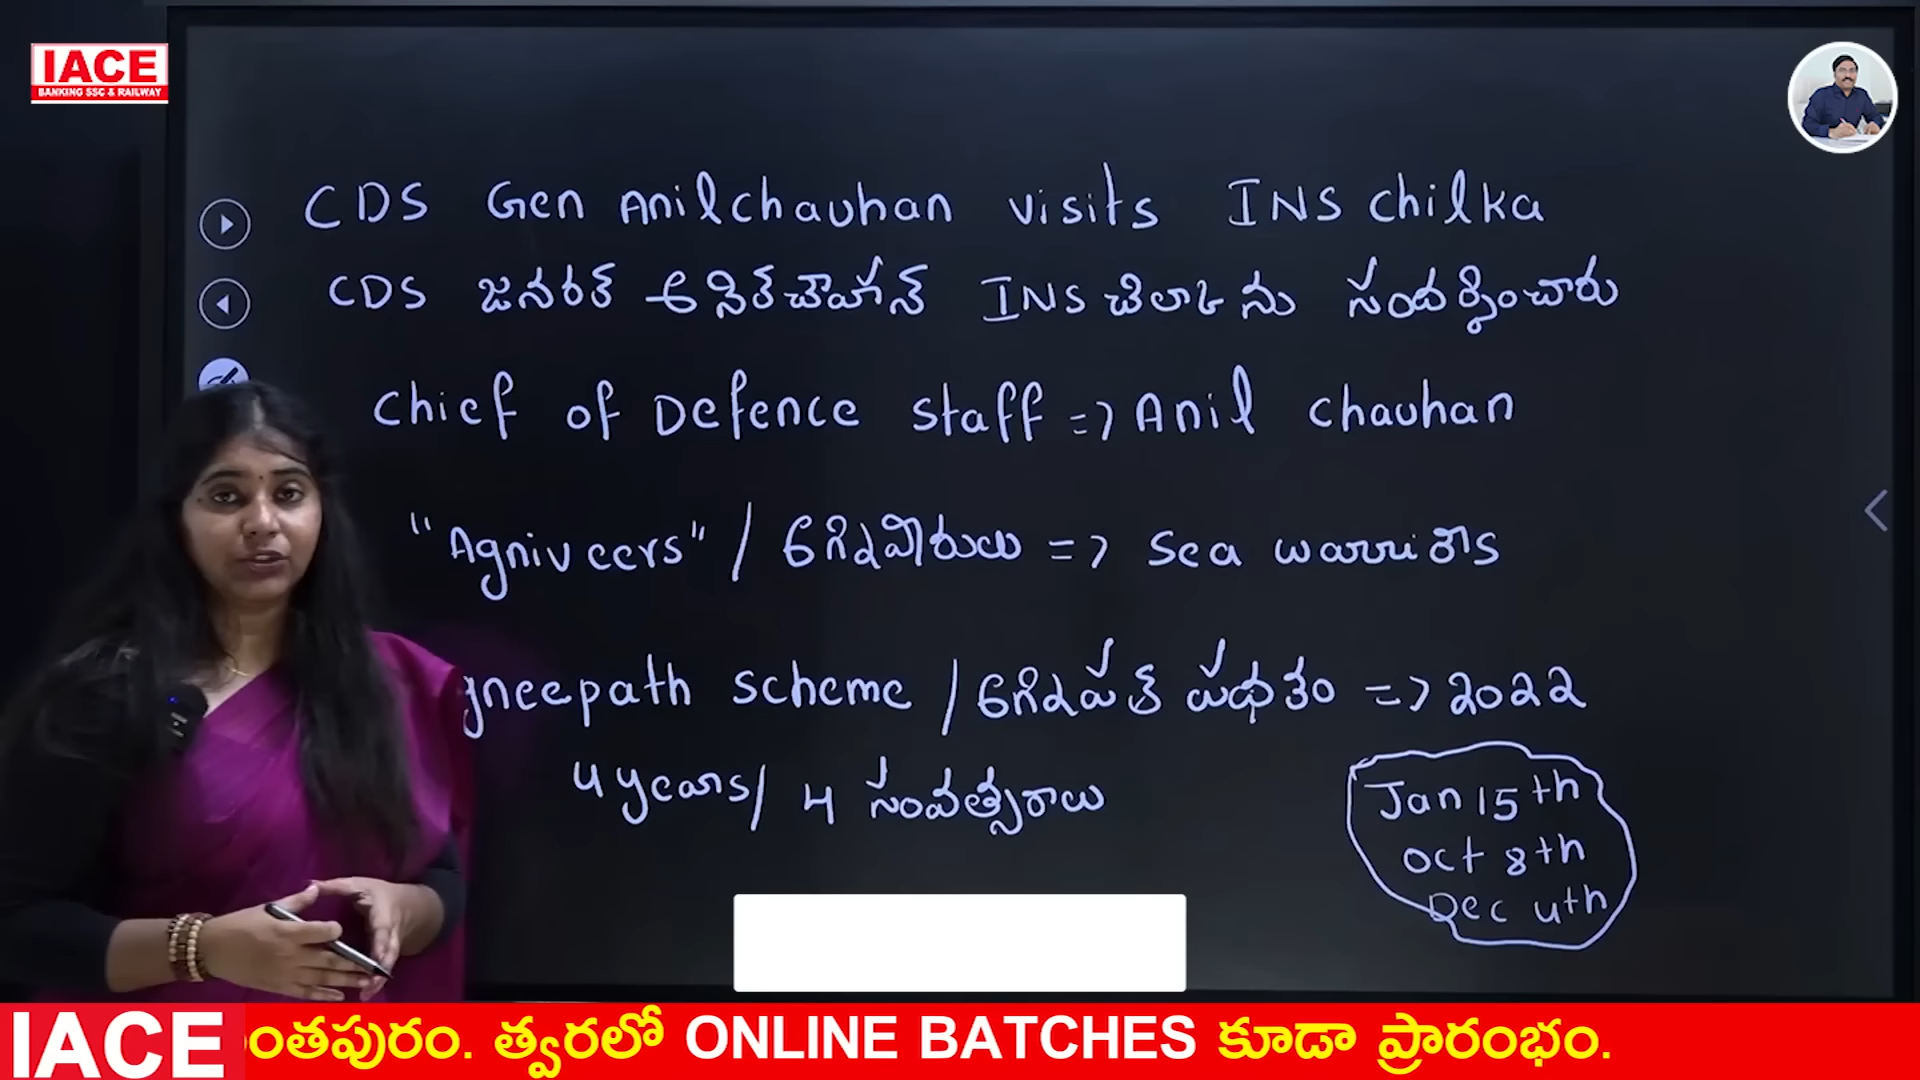 IACE
BANKING SSC & RAILWAY
CDS Gen Anilchauhan visits INS chilka
CDS జనరల్ అనిల్ చౌహాన్ INS చిలకాను సందర్శించారు
chief of Defence staff => Anil chauhan
"Agniveers" / అగ్నివీరులు => Sea warriors
gneepath scheme / అగ్నిపథ్ పథకం => 2022
4 years / 4 సంవత్సరాలు
Jan 15th
Oct 8th
Dec 4th
IACE ంతపురం. త్వరలో ONLINE BATCHES కూడా ప్రారంభం.